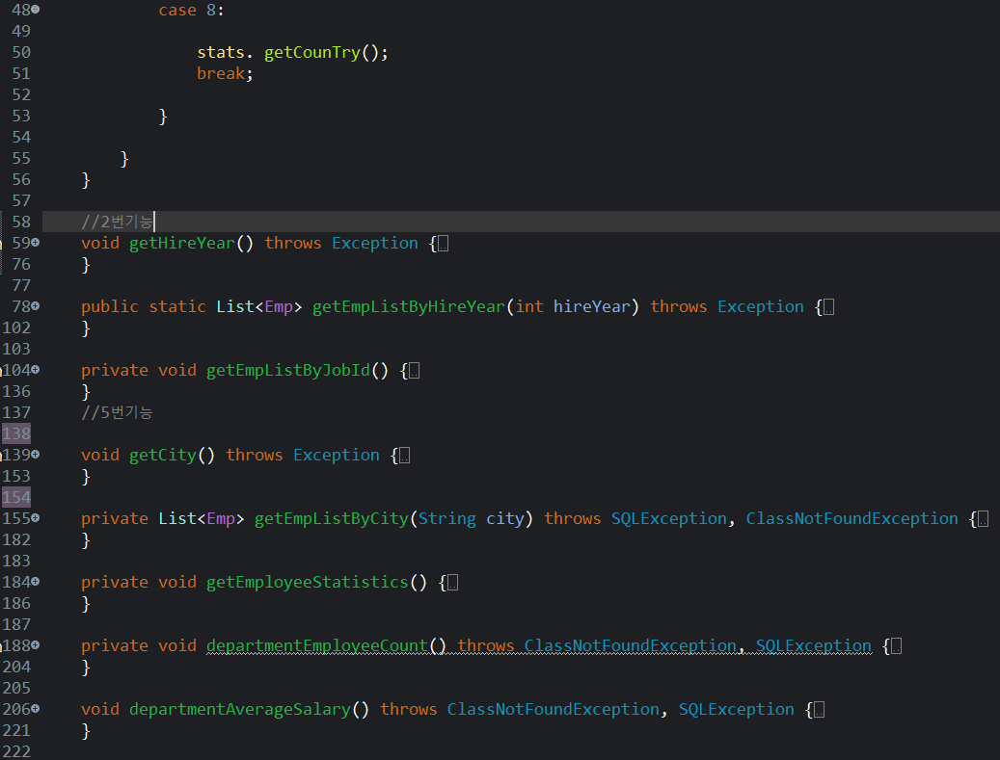 48 case 8:
49
50 stats. getCounTry();
51 break;
52
53 }
54
55 }
56 }
57
58 //2번기능
59 void getHireYear() throws Exception {
76 }
77
78 public static List<Emp> getEmpListByHireYear(int hireYear) throws Exception {
102 }
103
104 private void getEmpListByJobId() {
136 }
137 //5번기능
138
139 void getCity() throws Exception {
153 }
154
155 private List<Emp> getEmpListByCity(String city) throws SQLException, ClassNotFoundException {
182 }
183
184 private void getEmployeeStatistics() {
186 }
187
188 private void departmentEmployeeCount() throws ClassNotFoundException, SQLException {
204 }
205
206 void departmentAverageSalary() throws ClassNotFoundException, SQLException {
221 }
222